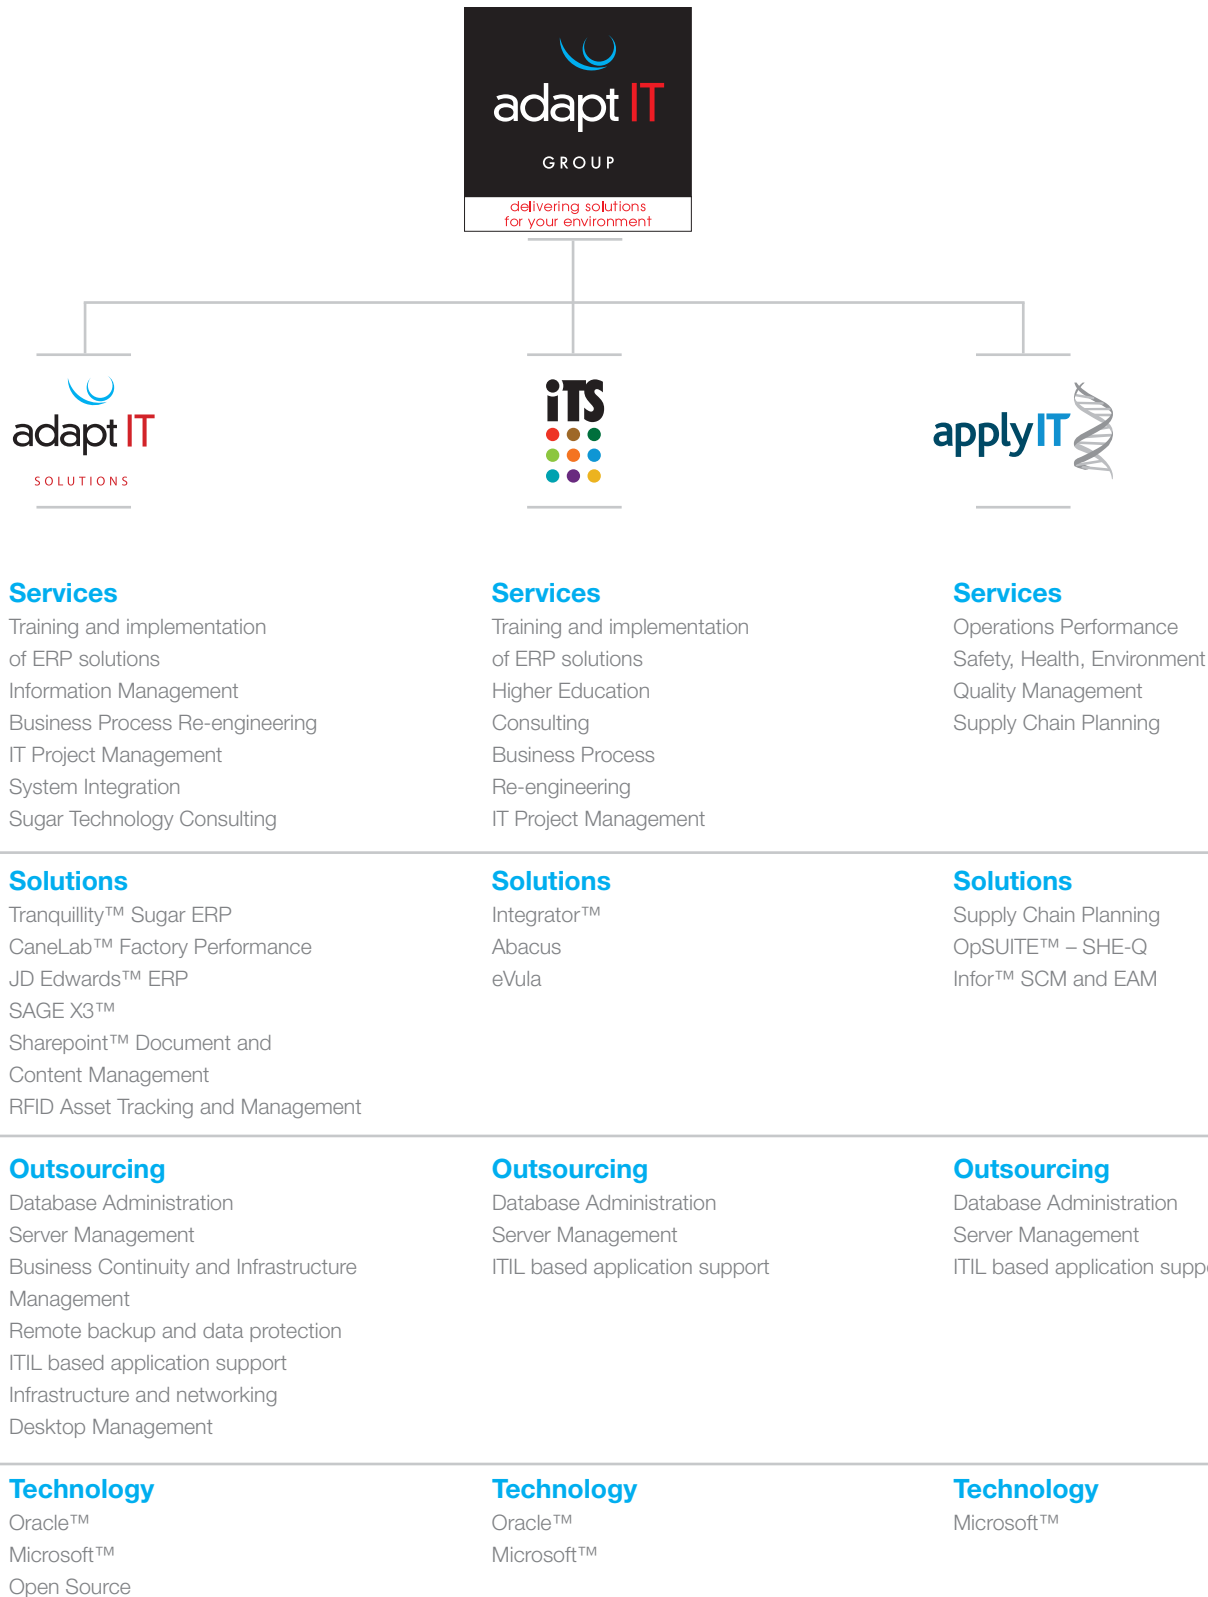 adapt IT
GROUP
delivering solutions
for your environment
adapt IT
SOLUTIONS
iTS
applyIT
Services
Training and implementation
of ERP solutions
Information Management
Business Process Re-engineering
IT Project Management
System Integration
Sugar Technology Consulting
Services
Training and implementation
of ERP solutions
Higher Education
Consulting
Business Process
Re-engineering
IT Project Management
Services
Operations Performance
Safety, Health, Environment
Quality Management
Supply Chain Planning
Solutions
Tranquillity™ Sugar ERP
CaneLab™ Factory Performance
JD Edwards™ ERP
SAGE X3™
Sharepoint™ Document and
Content Management
RFID Asset Tracking and Management
Solutions
Integrator™
Abacus
eVula
Solutions
Supply Chain Planning
OpSUITE™ – SHE-Q
Infor™ SCM and EAM
Outsourcing
Database Administration
Server Management
Business Continuity and Infrastructure
Management
Remote backup and data protection
ITIL based application support
Infrastructure and networking
Desktop Management
Outsourcing
Database Administration
Server Management
ITIL based application support
Outsourcing
Database Administration
Server Management
ITIL based application
Technology
Oracle™
Microsoft™
Open Source
Technology
Oracle™
Microsoft™
Technology
Microsoft™